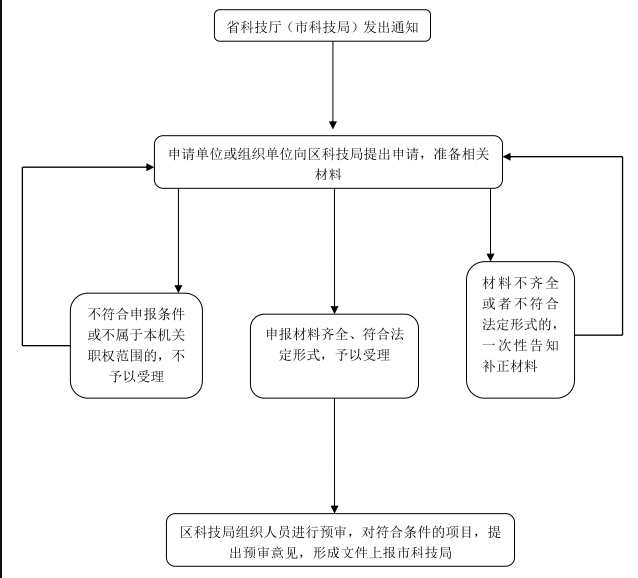 省科技厅（市科技局）发出通知
申请单位或组织单位向区科技局提出申请，准备相关
材料
不符合申报条件
或不属于本机关
职权范围的，不
予以受理
申报材料齐全、符合法
定形式，予以受理
材料不齐全
或者不符合
法定形式的，
一次性告知
补正材料
区科技局组织人员进行预审，对符合条件的项目，提
出预审意见，形成文件上报市科技局